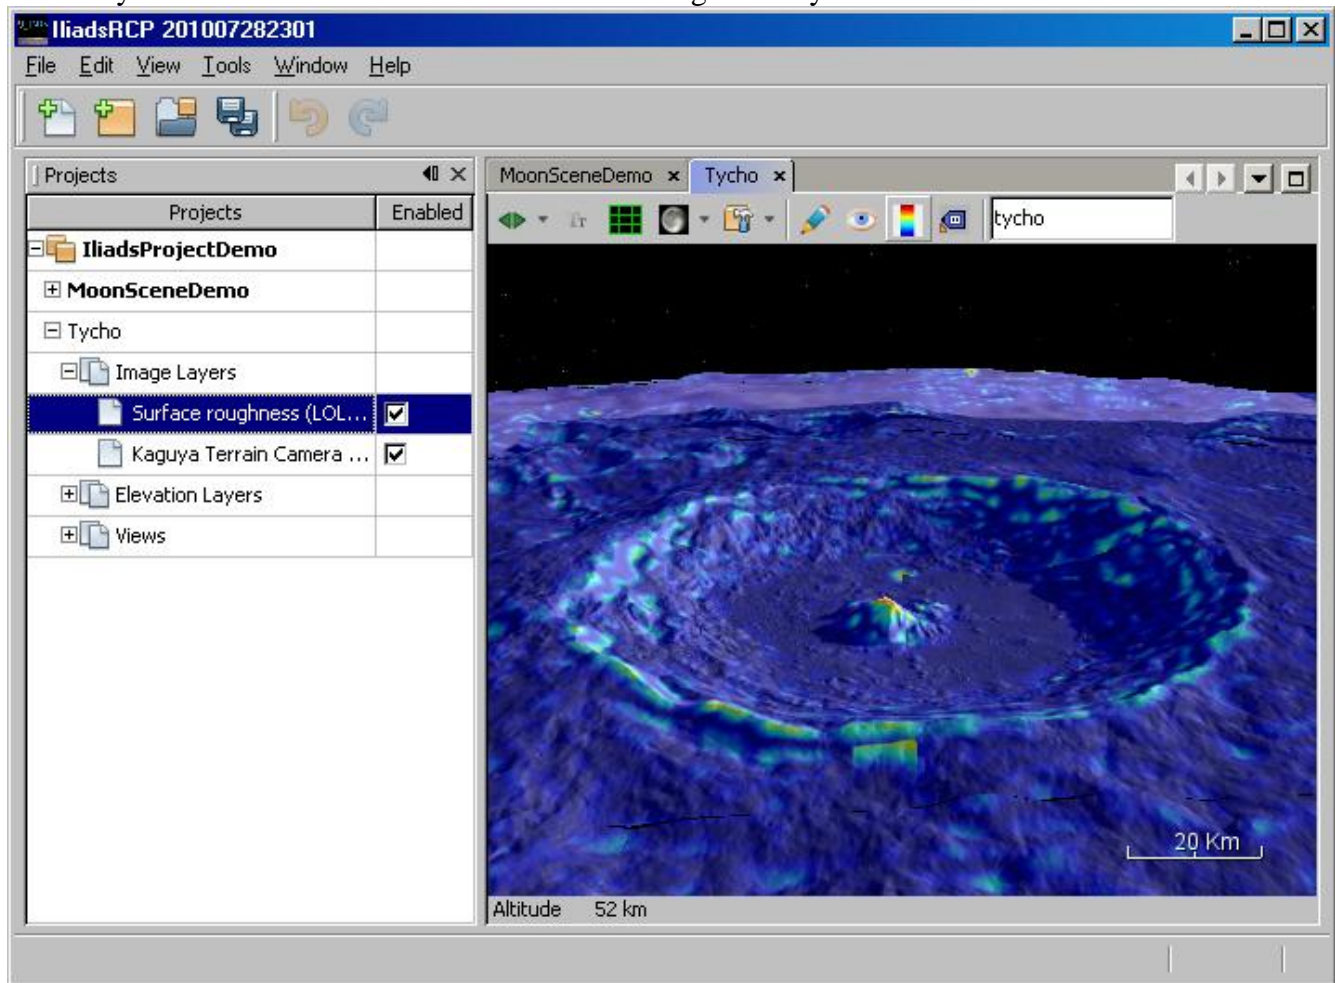 IliadsRCP 201007282301
File Edit View Tools Window Help
Projects
MoonSceneDemo Tycho
Projects Enabled
tycho
IliadsProjectDemo
MoonSceneDemo
Tycho
Image Layers
Surface roughness (LOL...
Kaguya Terrain Camera ...
Elevation Layers
Views
20 Km
Altitude 52 km